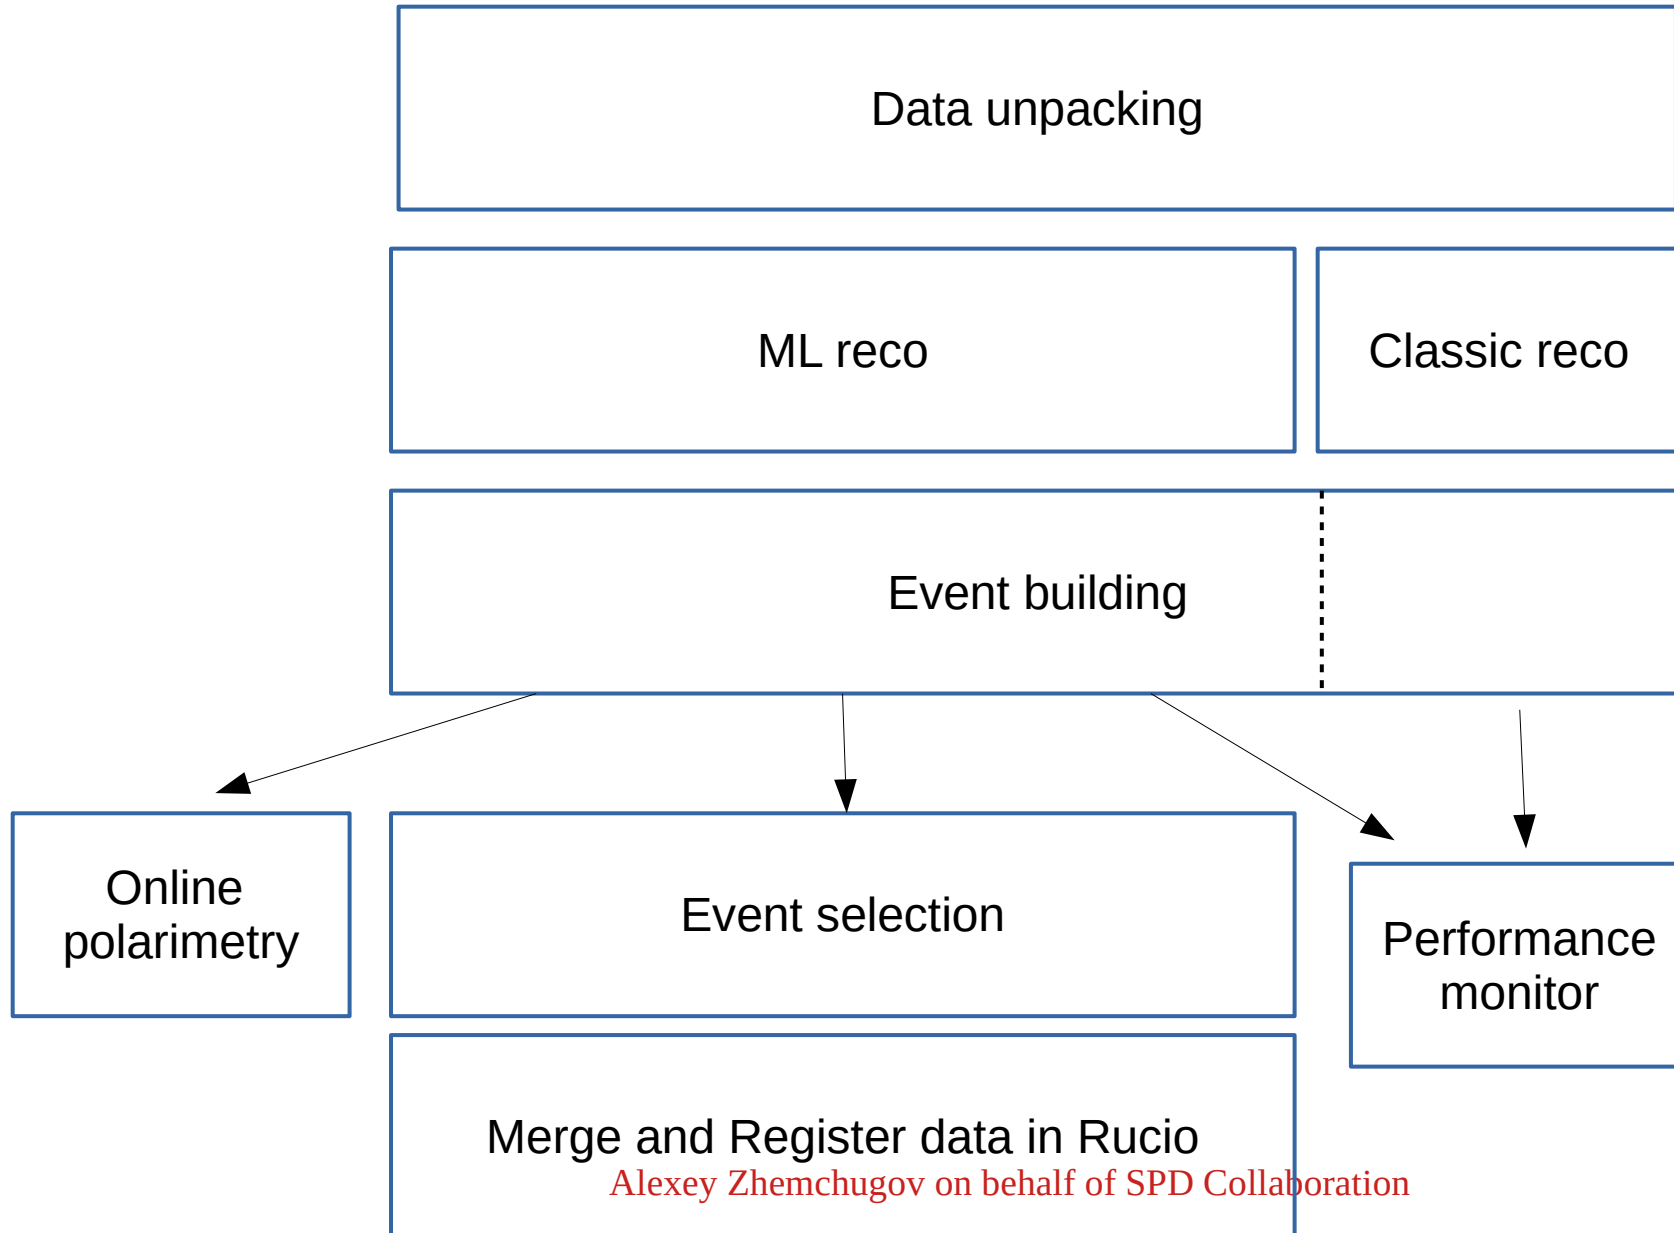 Data unpacking
ML reco
Classic reco
Event building
Online
polarimetry
Event selection
Performance
monitor
Merge and Register data in Rucio
Alexey Zhemchugov on behalf of SPD Collaboration